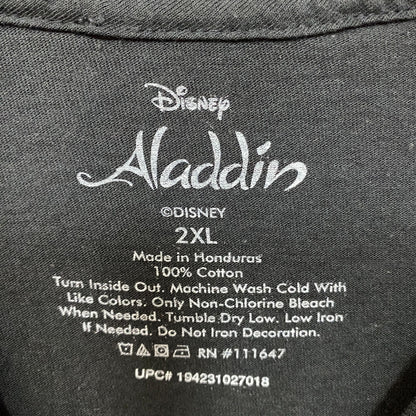 Disney
Aladdin
©DISNEY
2XL
Made in Honduras
100% Cotton
Turn Inside Out. Machine Wash Cold With
Like Colors. Only Non-Chlorine Bleach
When Needed. Tumble Dry Low. Low Iron
If Needed. Do Not Iron Decoration.
RN #111647
UPC# 194231027018